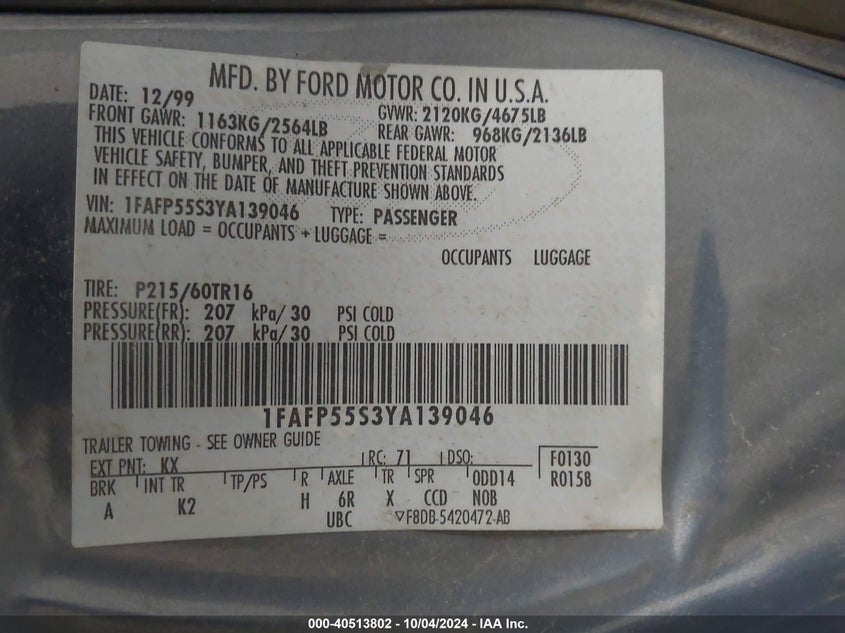 MFD. BY FORD MOTOR CO. IN U.S.A.
DATE: 12/99 GVWR: 2120KG/4675LB
FRONT GAWR: 1163KG/2564LB REAR GAWR: 968KG/2136LB
THIS VEHICLE CONFORMS TO ALL APPLICABLE FEDERAL MOTOR
VEHICLE SAFETY, BUMPER, AND THEFT PREVENTION STANDARDS
IN EFFECT ON THE DATE OF MANUFACTURE SHOWN ABOVE.
VIN: 1FAFP55S3YA139046 TYPE: PASSENGER
MAXIMUM LOAD = OCCUPANTS + LUGGAGE =
OCCUPANTS LUGGAGE
TIRE: P215/60TR16
PRESSURE(FR): 207 kPa/30 PSI COLD
PRESSURE(RR): 207 kPa/30 PSI COLD
1FAFP55S3YA139046
TRAILER TOWING - SEE OWNER GUIDE
EXT PNT: KX RC: 71 DSO: F0130
BRK INT TR TP/PS R AXLE TR SPR ODD14 R0158
A K2 H 6R X CCD NOB
UBC ▽F8DB-5420472-AB
000-40513802 - 10/04/2024 - IAA Inc.